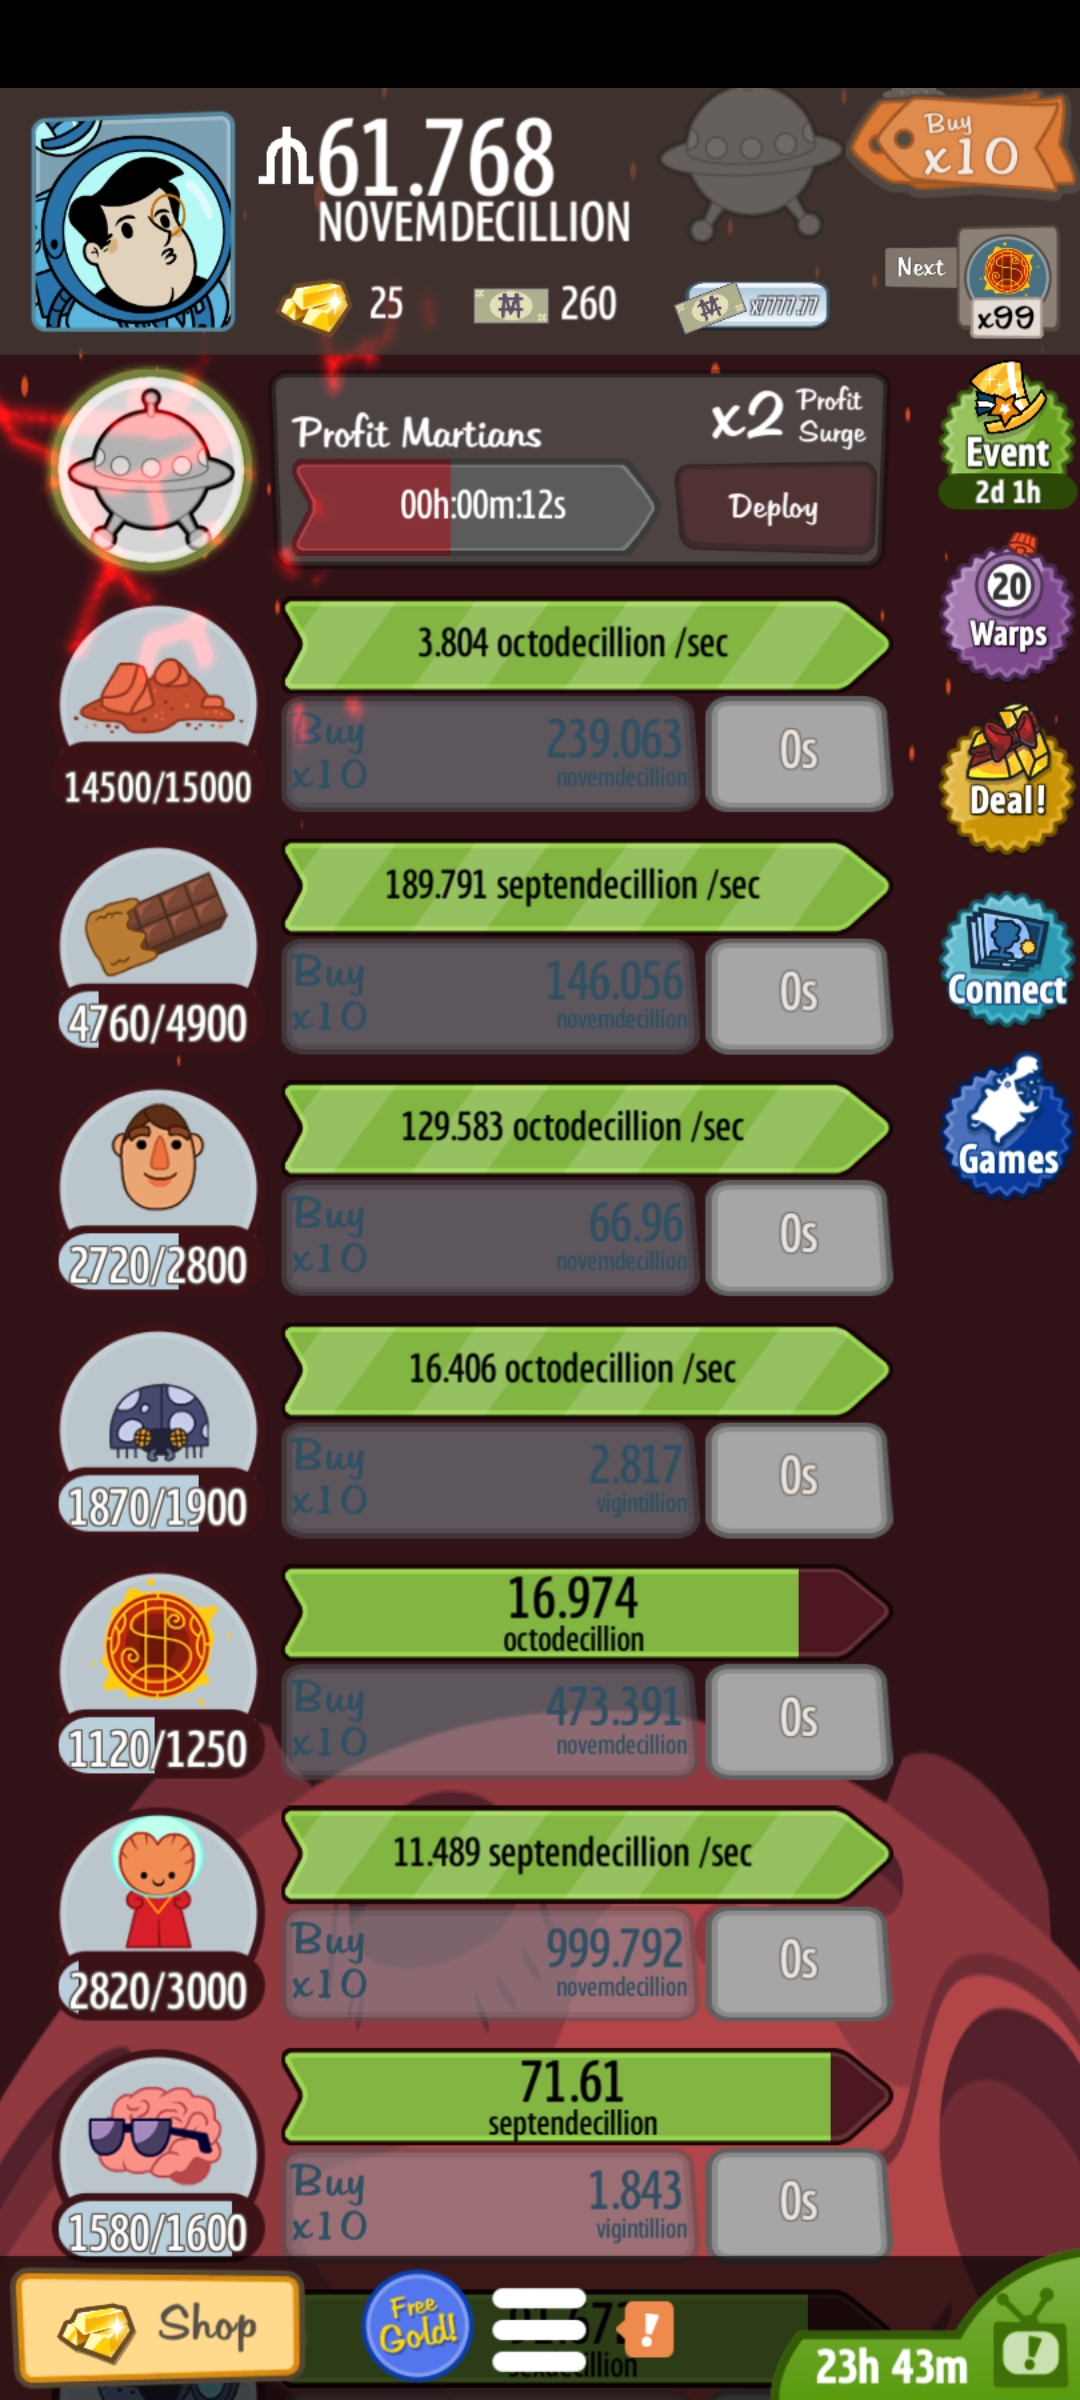 61.768
NOVEMDECILLION
Buy
x10
25
260
x7777.77
Next
x99
Profit Martians
x2 Profit
Surge
00h:00m:12s
Deploy
Event
2d 1h
3.804 octodecillion /sec
Buy
x10
239.063
novemdecillion
0s
14500/15000
20
Warps
189.791 septendecillion /sec
Buy
x10
146.056
novemdecillion
0s
4760/4900
Deal!
Connect
129.583 octodecillion /sec
Buy
x10
66.96
novemdecillion
0s
2720/2800
Games
16.406 octodecillion /sec
Buy
x10
2.817
vigintillion
0s
1870/1900
16.974
octodecillion
Buy
x10
473.391
novemdecillion
0s
1120/1250
11.489 septendecillion /sec
Buy
x10
999.792
novemdecillion
0s
2820/3000
71.61
septendecillion
Buy
x10
1.843
vigintillion
0s
1580/1600
Shop
Free
Gold!
!
23h 43m
!